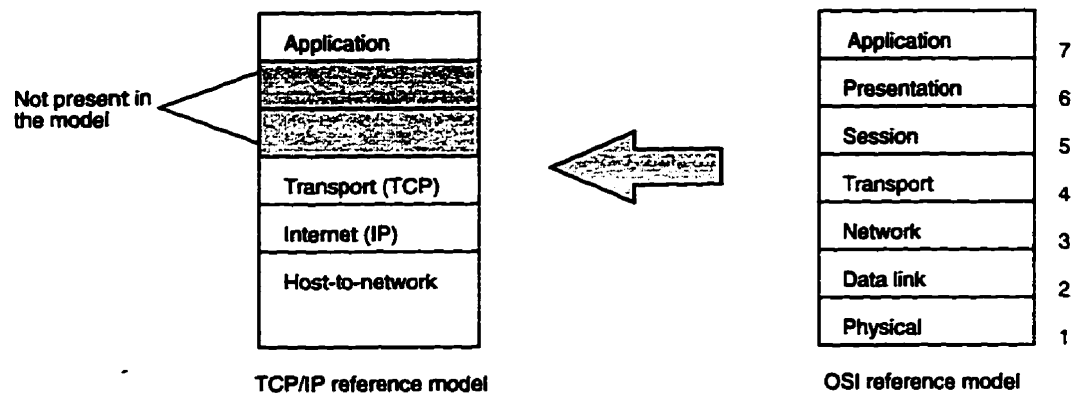 Not present in
the model
Application
Transport (TCP)
Internet (IP)
Host-to-network
TCP/IP reference model
Application 7
Presentation 6
Session 5
Transport 4
Network 3
Data link 2
Physical 1
OSI reference model